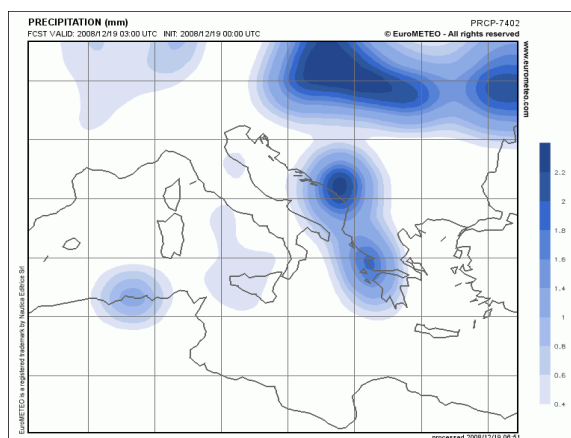 PRECIPITATION (mm)
PRCP-7402
FCST VALID: 2008/12/19 03:00 UTC INIT: 2008/12/19 00:00 UTC
© EuroMETEO - All rights reserved
www.eurometeo.com
2.2
2
1.8
1.6
1.4
1.2
1
0.8
0.6
0.4
EuroMETEO is a registered trademark by Nautica Editrice Srl
processed 2008/12/19 06:51